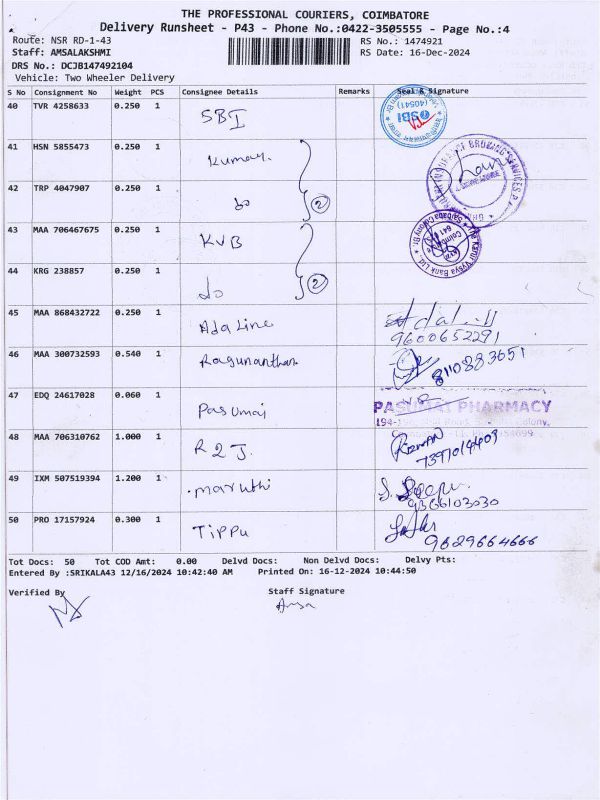 THE PROFESSIONAL COURIERS, COIMBATORE
Delivery Runsheet - P43 - Phone No.:0422-3505555 - Page No.:4
Route: NSR RD-1-43 RS No.: 1474921
Staff: AMSALAKSHMI RS Date: 16-Dec-2024
DRS No.: DCJB147492104
Vehicle: Two Wheeler Delivery
S No Consignment No Weight PCS Consignee Details Remarks Seal & Signature
40 TVR 4258633 0.250 1 SBI SBI (40541)
41 HSN 5855473 0.250 1 Kumaran
42 TRP 4047907 0.250 1 do 2
43 MAA 706467675 0.250 1 KVB
44 KRG 238857 0.250 1 do 2
45 MAA 868432722 0.250 1 Adaline
9600652291
46 MAA 300732593 0.540 1 Ragunanthan 8110883651
47 EDQ 24617028 0.060 1 Pasumai PASUMAI PHARMACY
48 MAA 706310762 1.000 1 R2J.
49 IXM 507519394 1.200 1 maruthi
9366103030
50 PRO 17157924 0.300 1 Tippu
9629664666
Tot Docs: 50 Tot COD Amt: 0.00 Delvd Docs: Non Delvd Docs: Delvy Pts:
Entered By :SRIKALA43 12/16/2024 10:42:40 AM Printed On: 16-12-2024 10:44:50
Verified By Staff Signature
Amsa